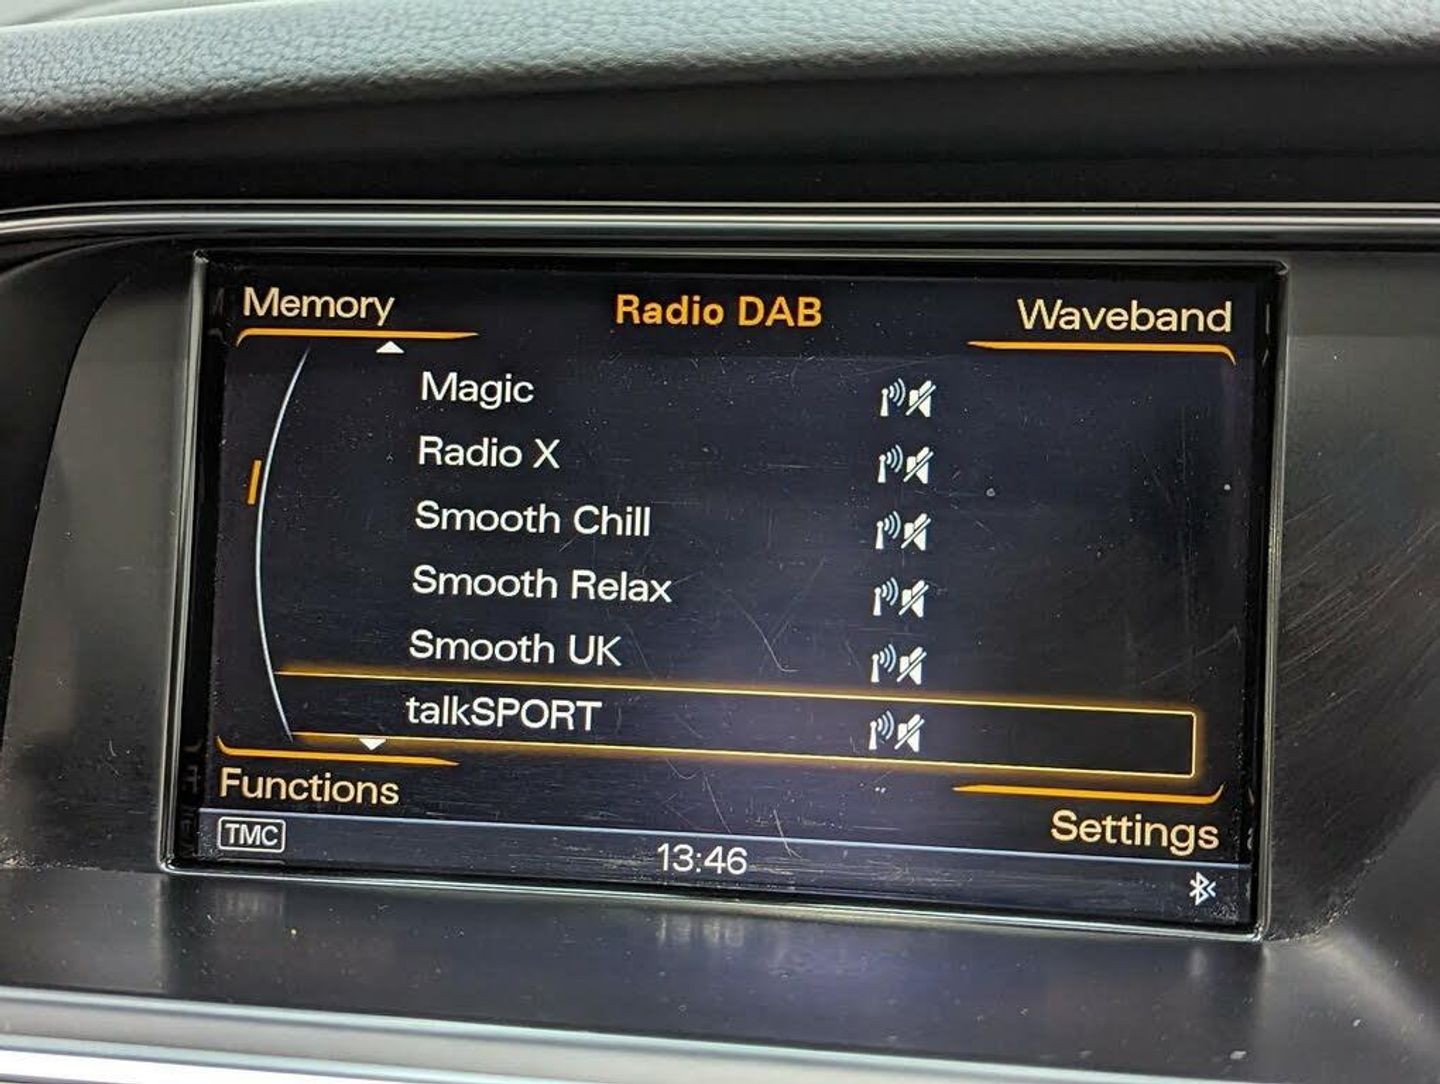 Memory
Radio DAB
Waveband
Magic
Radio X
Smooth Chill
Smooth Relax
Smooth UK
talkSPORT
Functions
Settings
TMC
13:46